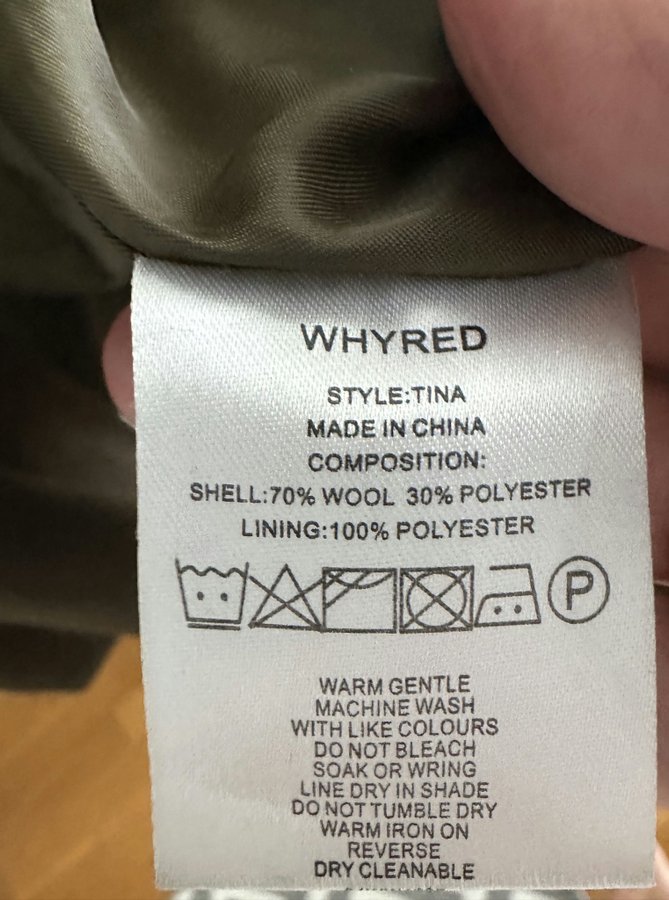 WHYRED
STYLE:TINA
MADE IN CHINA
COMPOSITION:
SHELL:70% WOOL 30% POLYESTER
LINING:100% POLYESTER
P
WARM GENTLE
MACHINE WASH
WITH LIKE COLOURS
DO NOT BLEACH
SOAK OR WRING
LINE DRY IN SHADE
DO NOT TUMBLE DRY
WARM IRON ON
REVERSE
DRY CLEANABLE